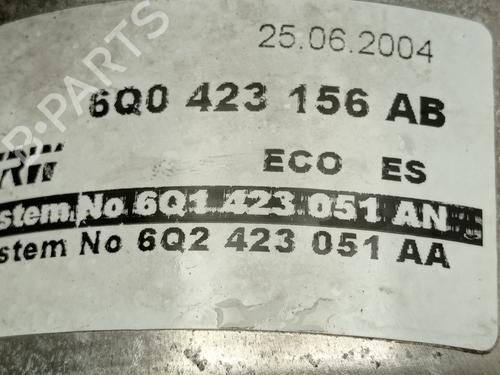 25.06.2004
6Q0 423 156 AB
ECO ES
stem No 6Q1 423 051 AN
stem No 6Q2 423 051 AA
B-PARTS